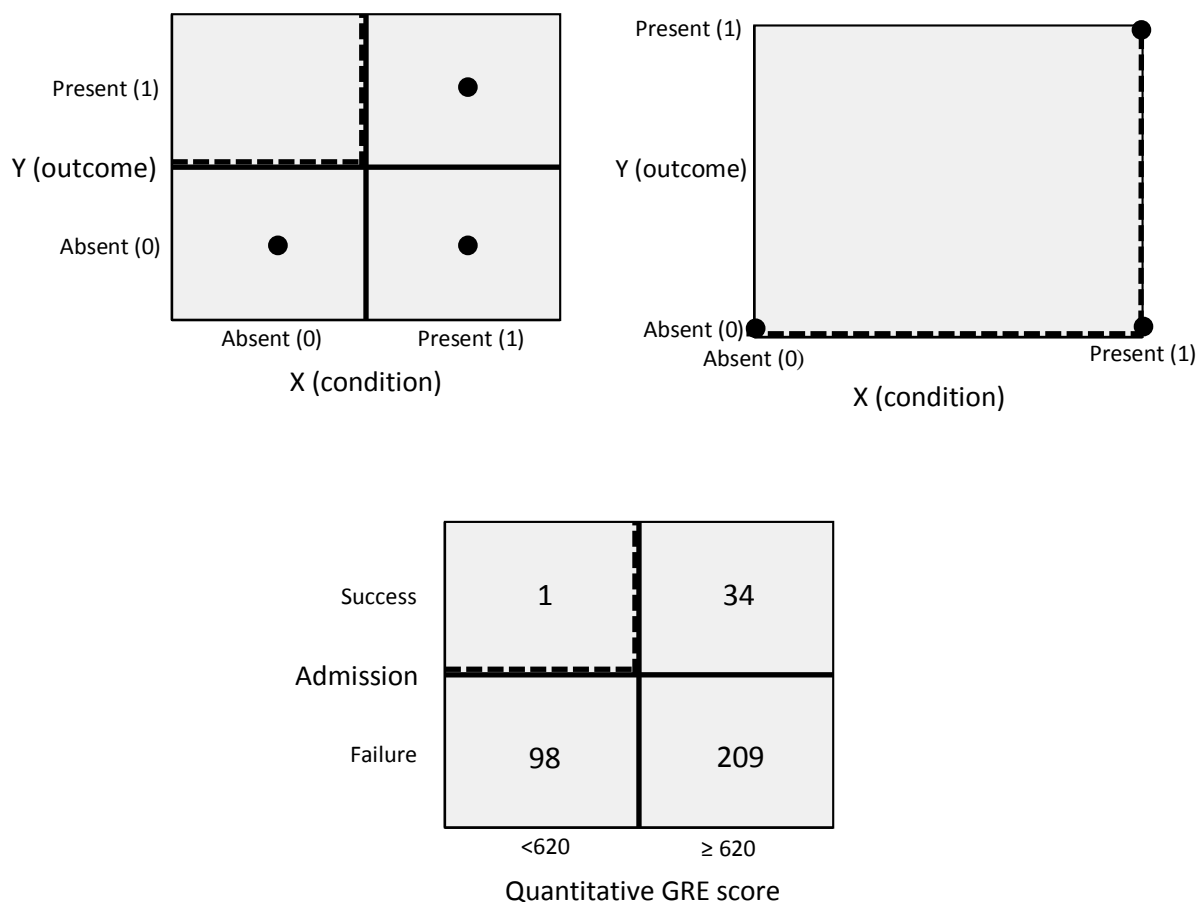 Present (1)
Y (outcome)
Absent (0)
Absent (0)
Present (1)
X (condition)
Present (1)
Y (outcome)
Absent (0)
Absent (0)
Present (1)
X (condition)
Success
1
34
Admission
Failure
98
209
<620
≥ 620
Quantitative GRE score